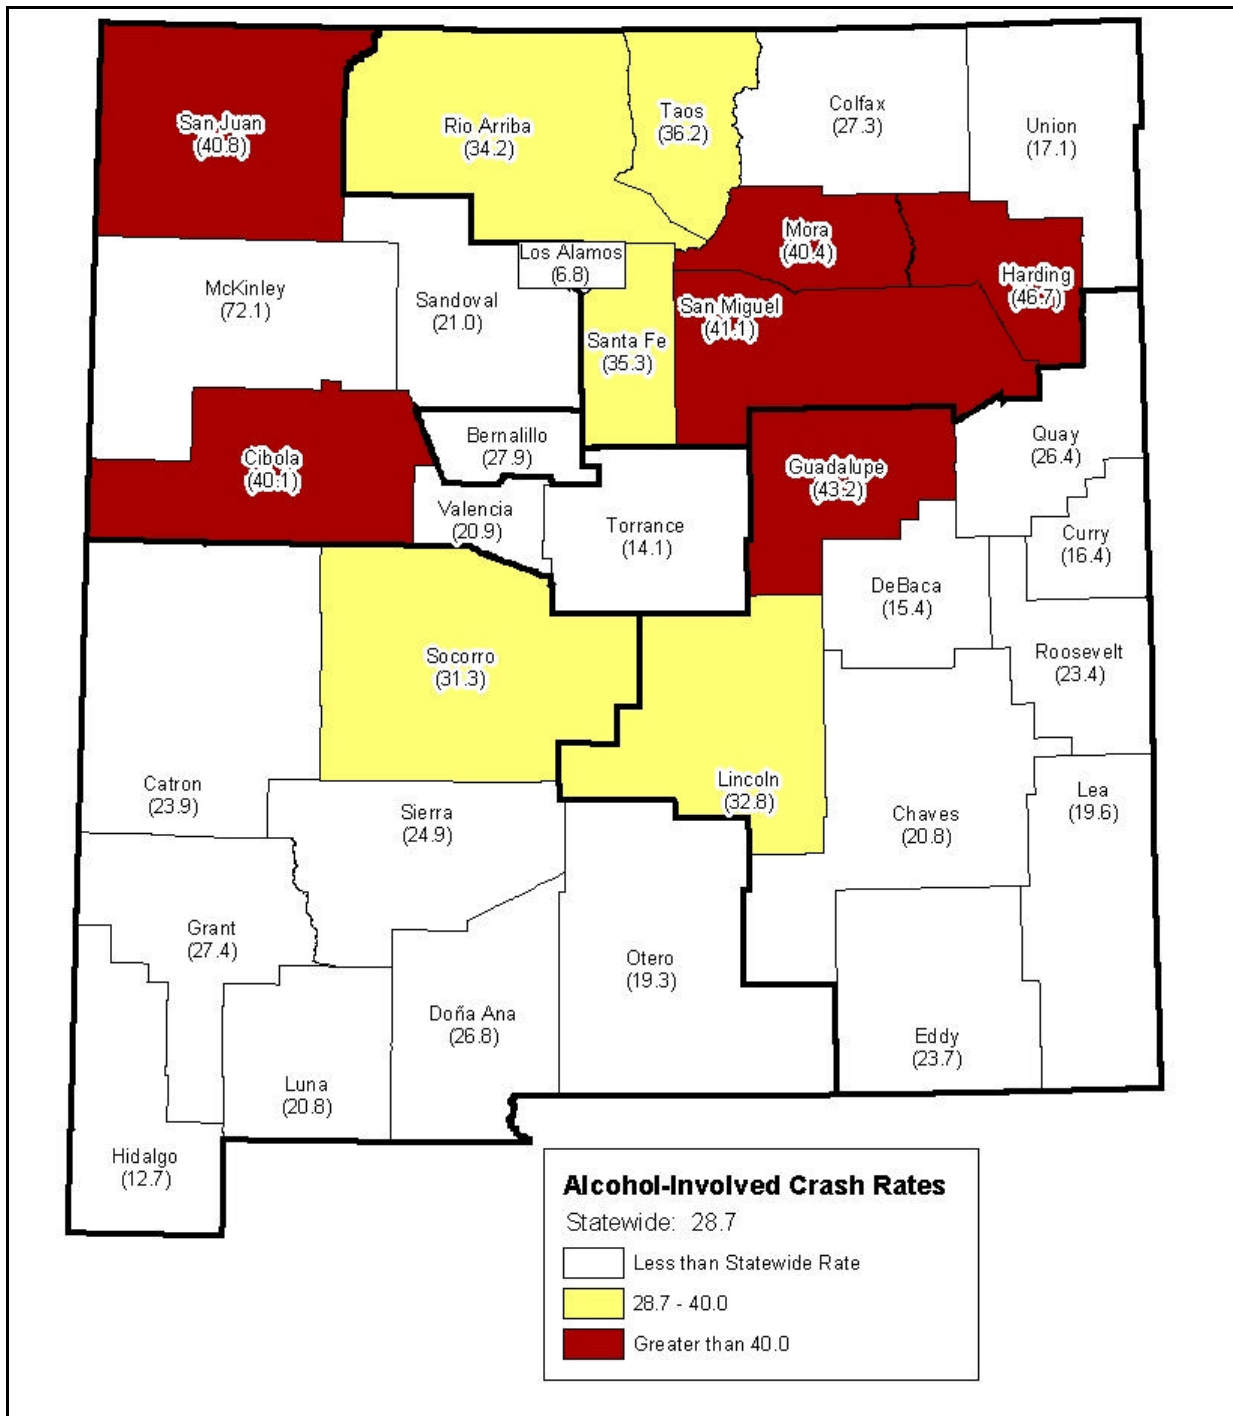 San Juan
(40.8)
Rio Arriba
(34.2)
Taos
(36.2)
Colfax
(27.3)
Union
(17.1)
Mora
(40.4)
Harding
(46.7)
Los Alamos
(6.8)
McKinley
(72.1)
Sandoval
(21.0)
San Miguel
(41.1)
Santa Fe
(35.3)
Cibola
(40.1)
Bernalillo
(27.9)
Guadalupe
(43.2)
Quay
(26.4)
Valencia
(20.9)
Torrance
(14.1)
Curry
(16.4)
DeBaca
(15.4)
Socorro
(31.3)
Roosevelt
(23.4)
Catron
(23.9)
Sierra
(24.9)
Lincoln
(32.8)
Chaves
(20.8)
Lea
(19.6)
Grant
(27.4)
Otero
(19.3)
Doña Ana
(26.8)
Eddy
(23.7)
Luna
(20.8)
Hidalgo
(12.7)
Alcohol-Involved Crash Rates
Statewide: 28.7
Less than Statewide Rate
28.7 - 40.0
Greater than 40.0